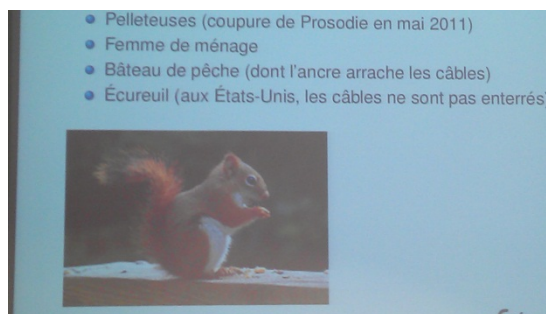 Pelleteuses (coupure de Prosodie en mai 2011)
Femme de ménage
Bâteau de pêche (dont l'ancre arrache les câbles)
Écureuil (aux États-Unis, les câbles ne sont pas enterrés)